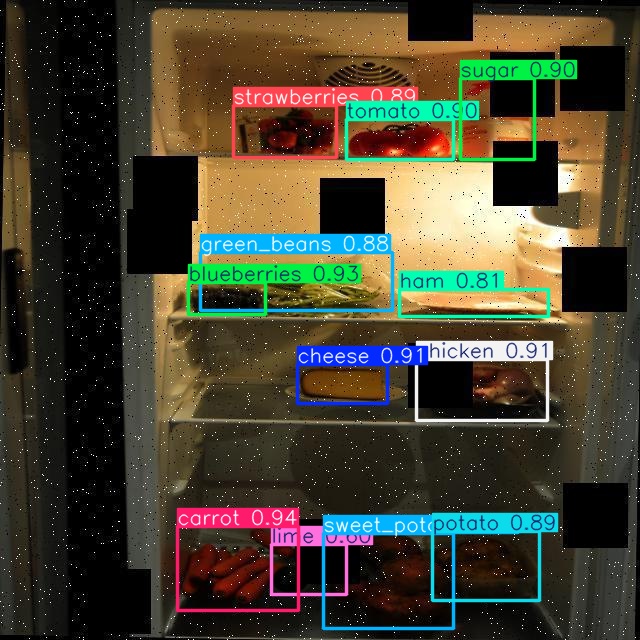 sugar 0.90
strawberries 0.89
tomato 0.90
green_beans 0.88
blueberries 0.93
ham 0.81
cheese 0.91
hicken 0.91
carrot 0.94
lime 0.60
sweet_pot
potato 0.89